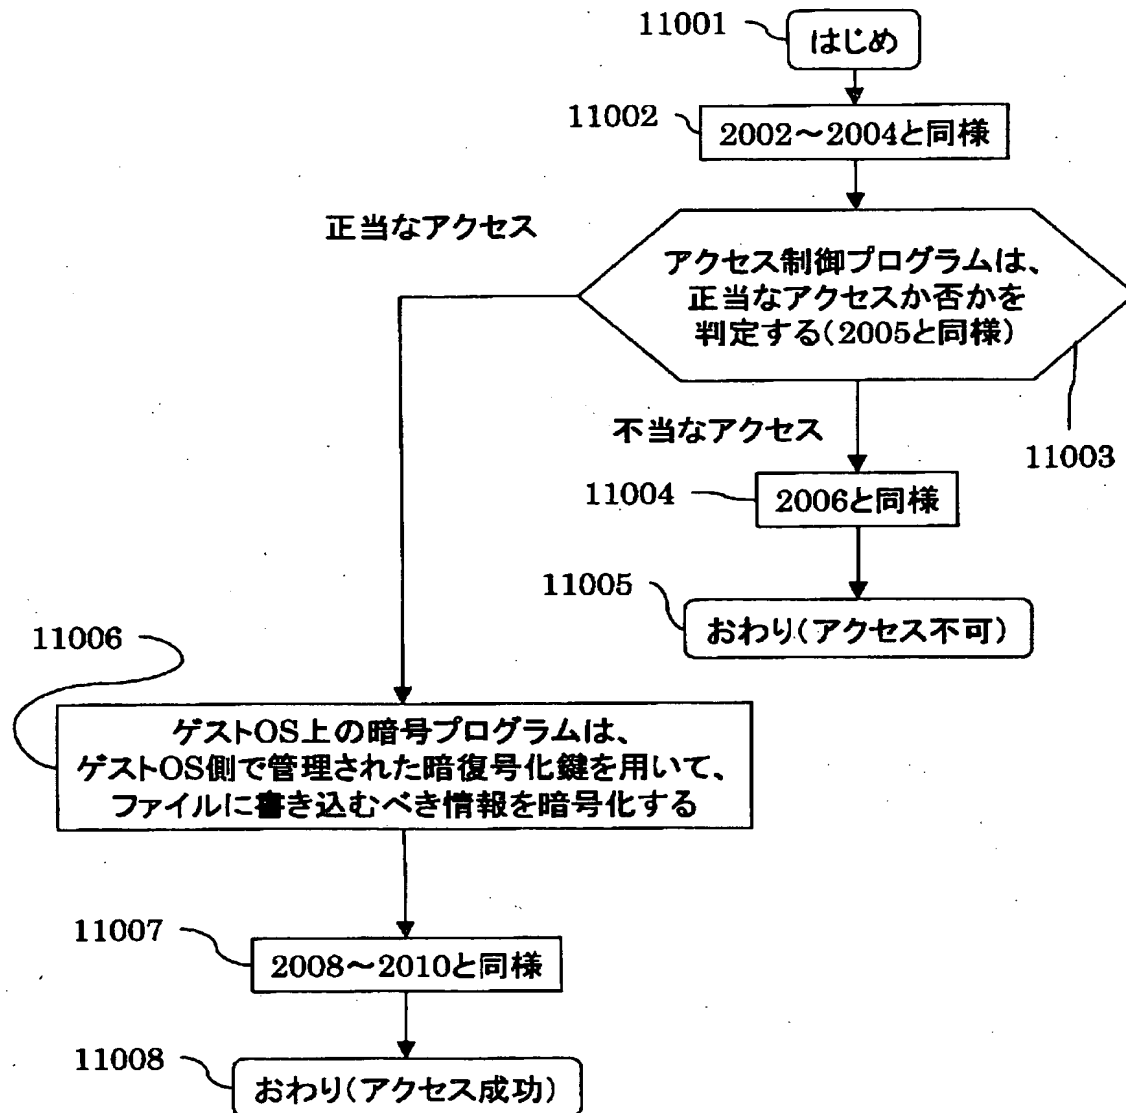 11001
はじめ
11002
2002～2004と同様
正当なアクセス
アクセス制御プログラムは、
正当なアクセスか否かを
判定する(2005と同様)
11003
不当なアクセス
11004
2006と同様
11005
おわり(アクセス不可)
11006
ゲストOS上の暗号プログラムは、
ゲストOS側で管理された暗復号化鍵を用いて、
ファイルに書き込むべき情報を暗号化する
11007
2008～2010と同様
11008
おわり(アクセス成功)